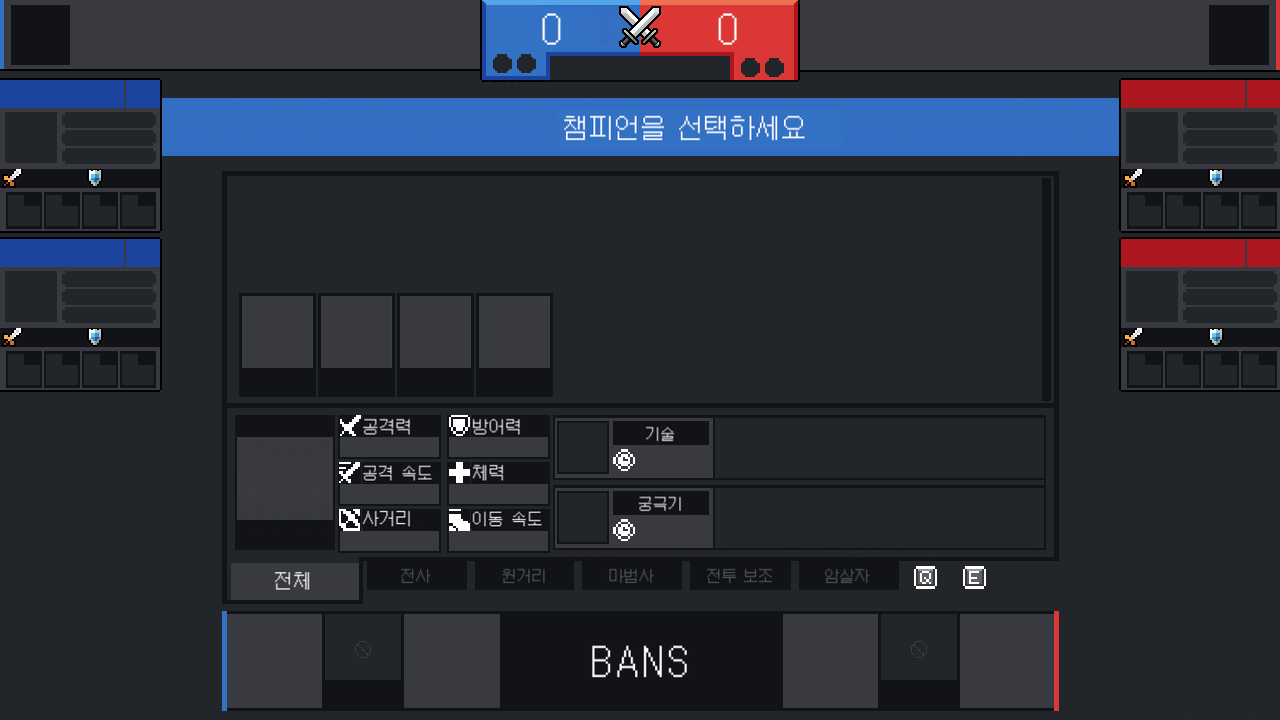 0 0
챔피언을 선택하세요
공격력 방어력 기술
공격 속도 체력
사거리 이동 속도 궁극기
전체 전사 원거리 마법사 전투 보조 암살자 Q E
BANS